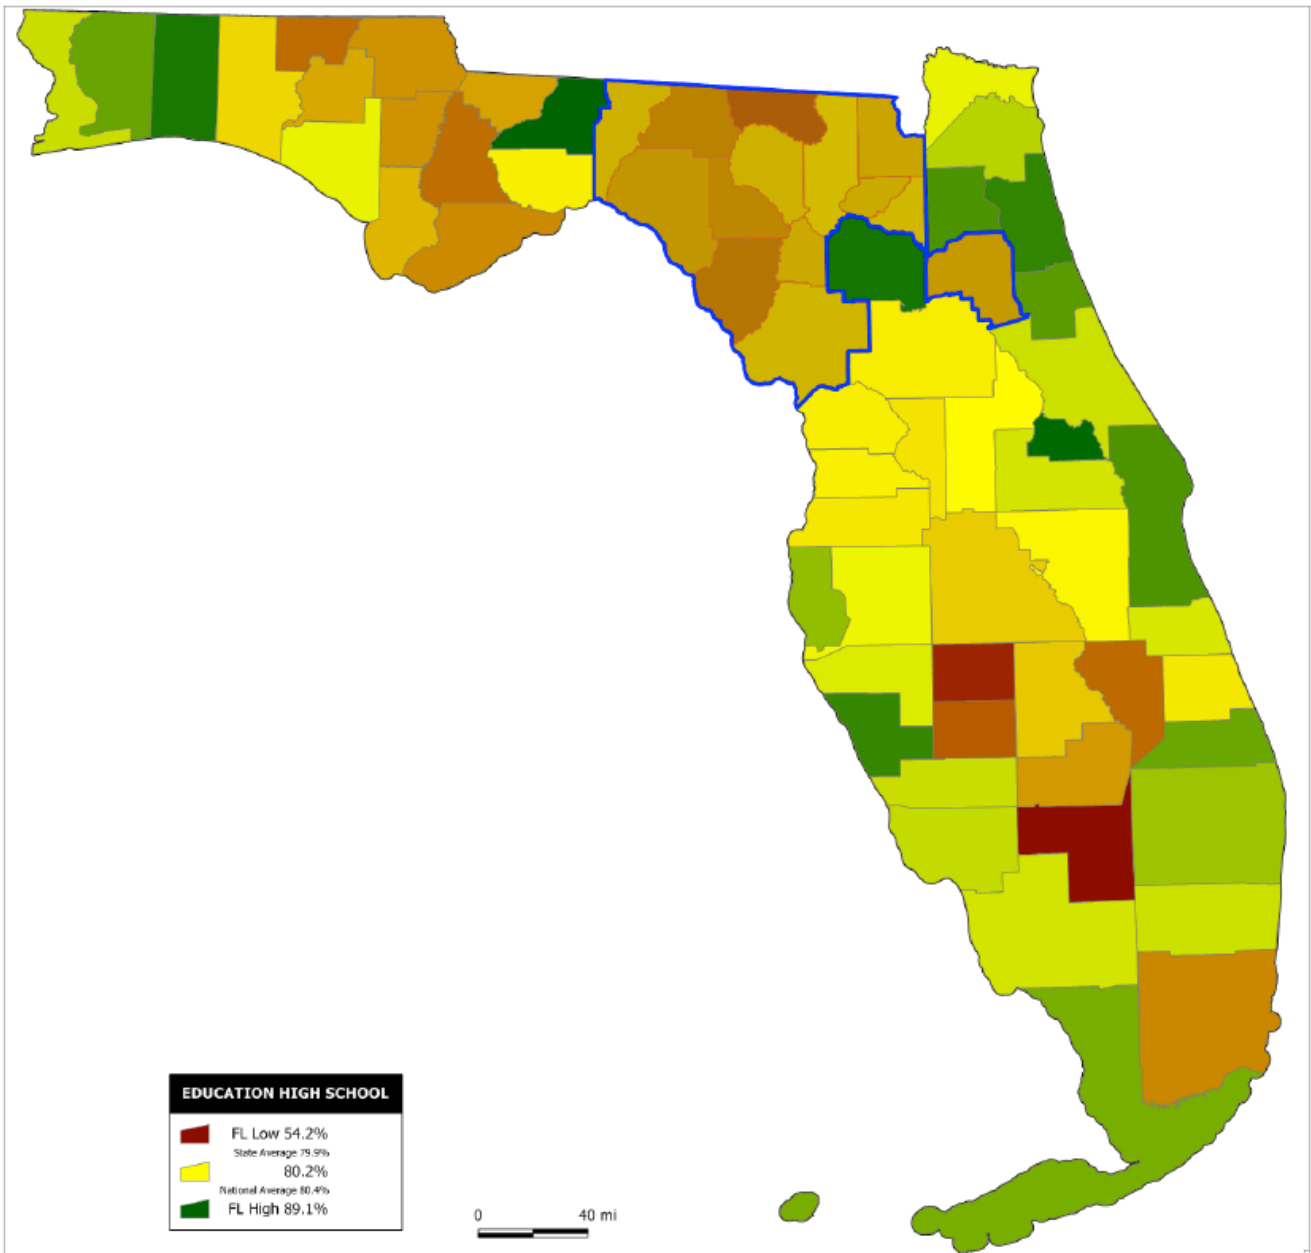 EDUCATION HIGH SCHOOL
FL Low 54.2%
State Average 79.9%
80.2%
National Average 80.4%
FL High 89.1%
0 40 mi